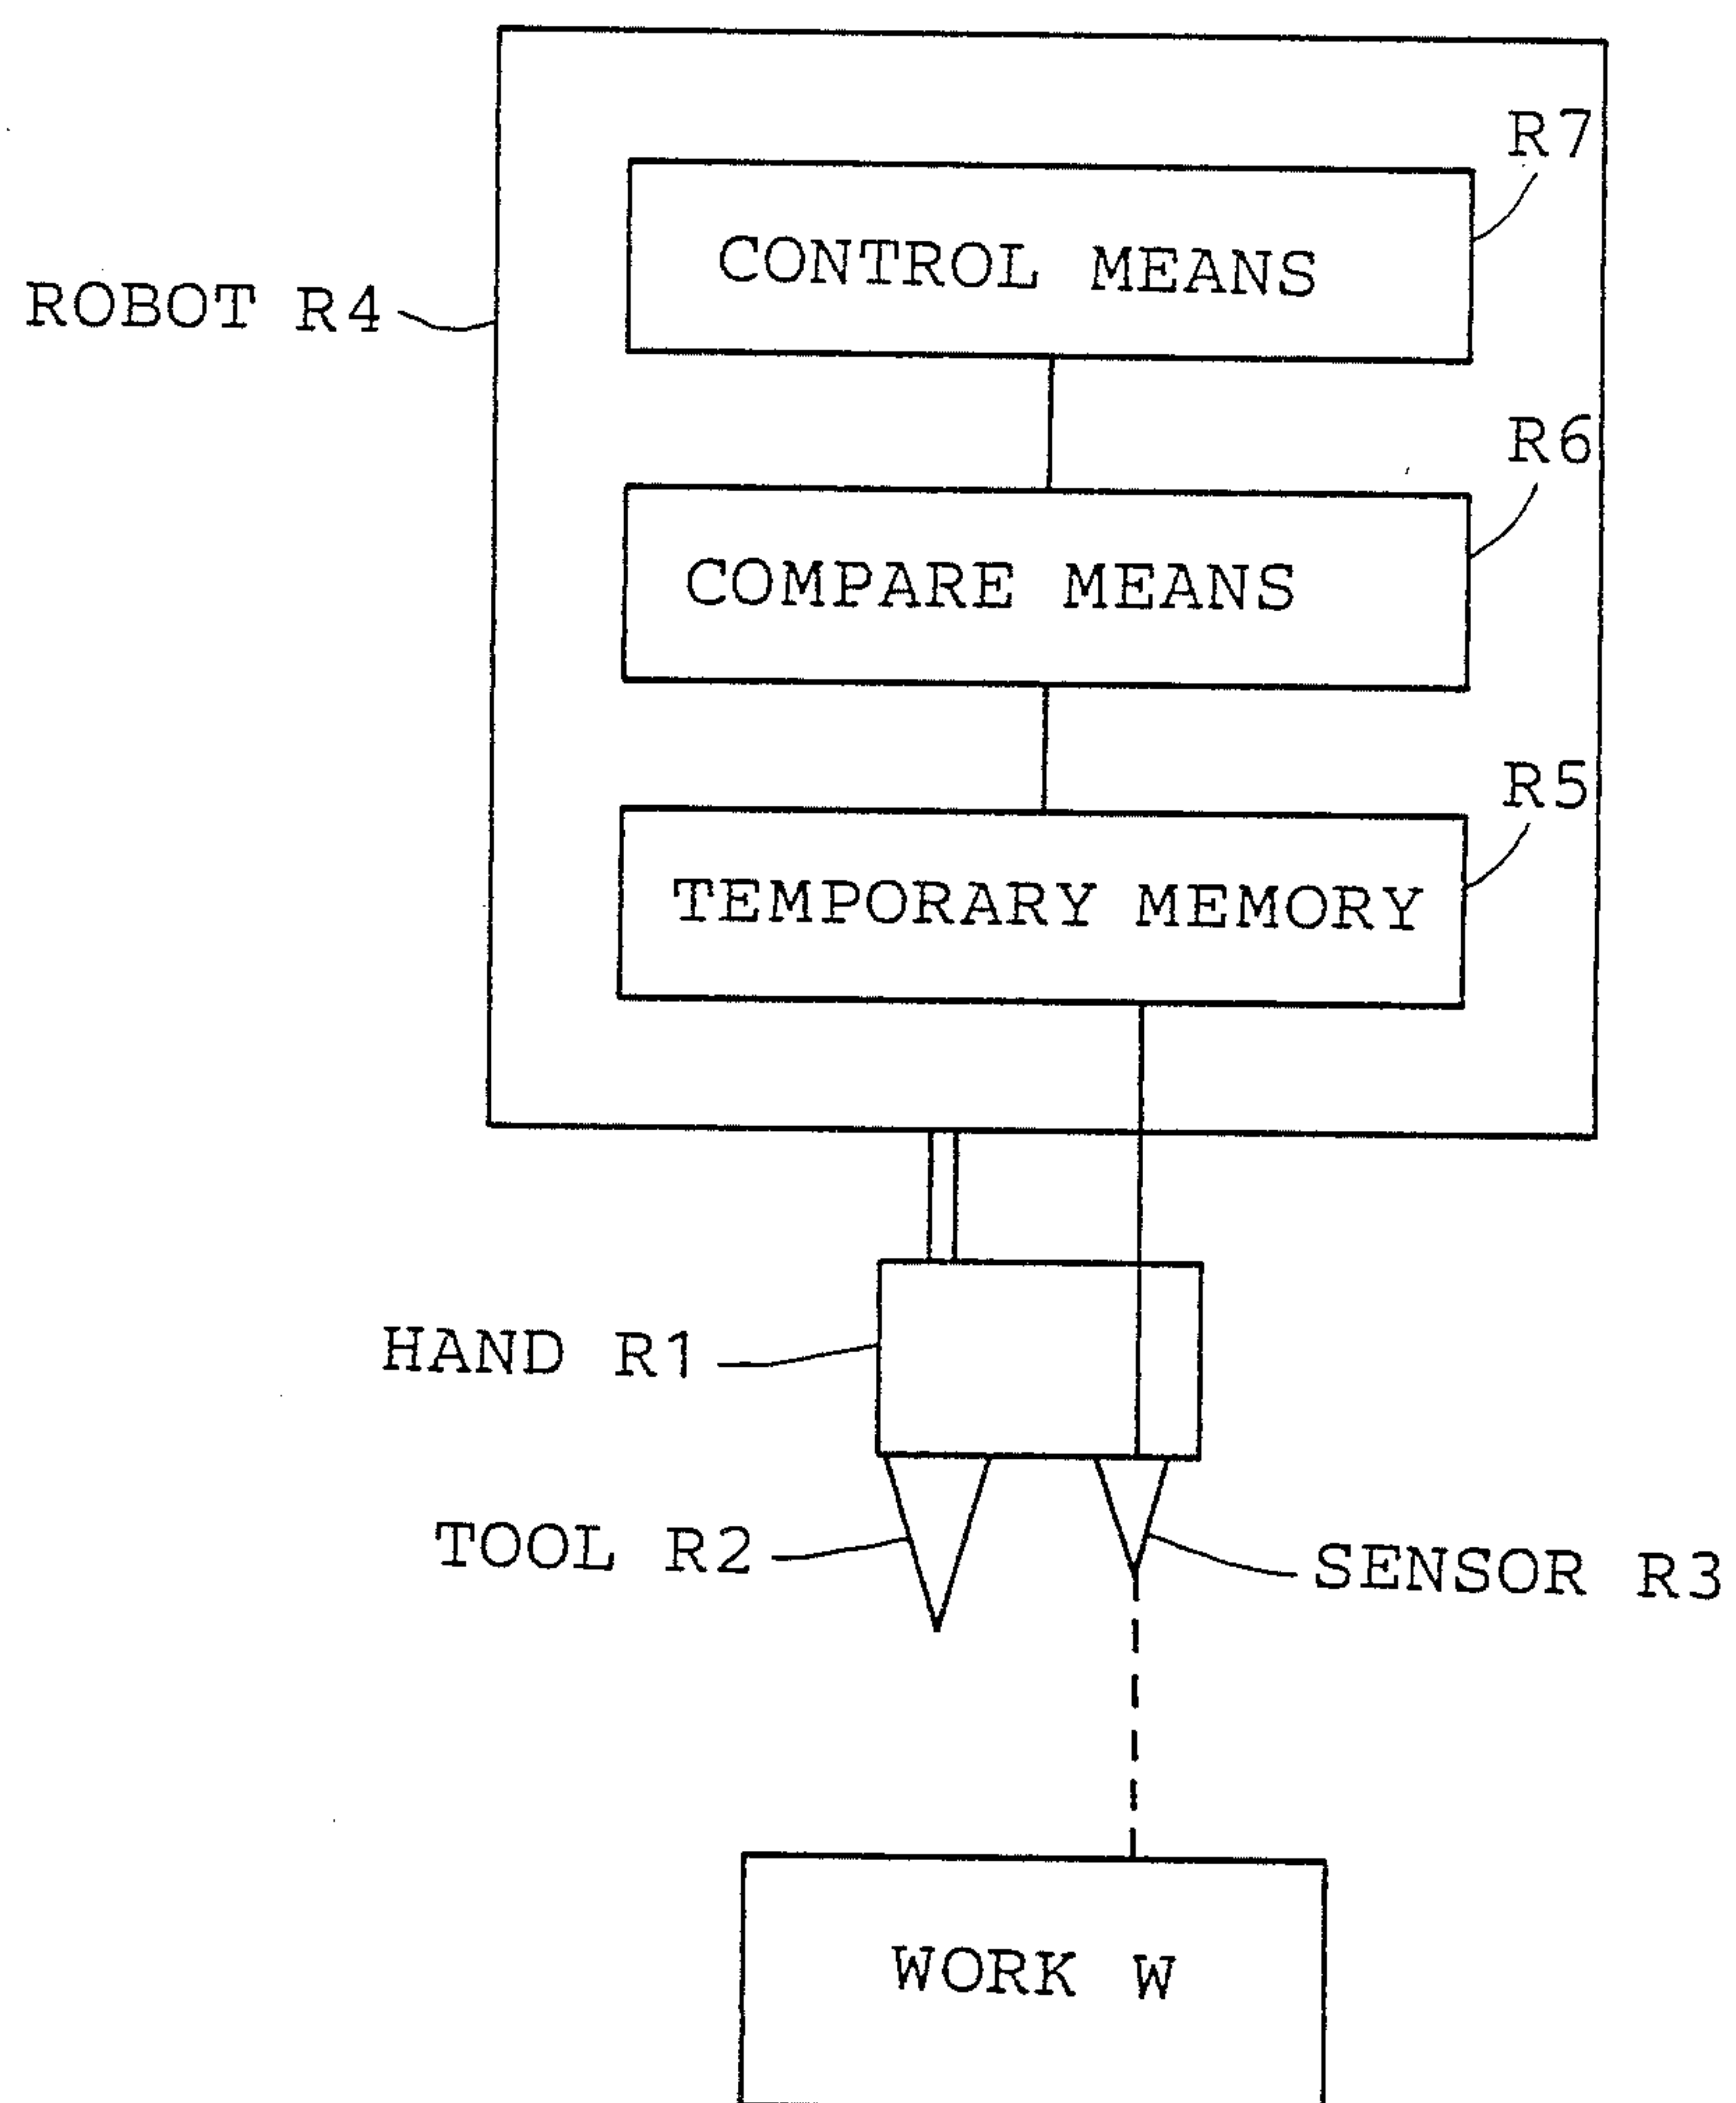 R7
CONTROL MEANS
ROBOT R4
R6
COMPARE MEANS
R5
TEMPORARY MEMORY
HAND R1
TOOL R2
SENSOR R3
WORK W